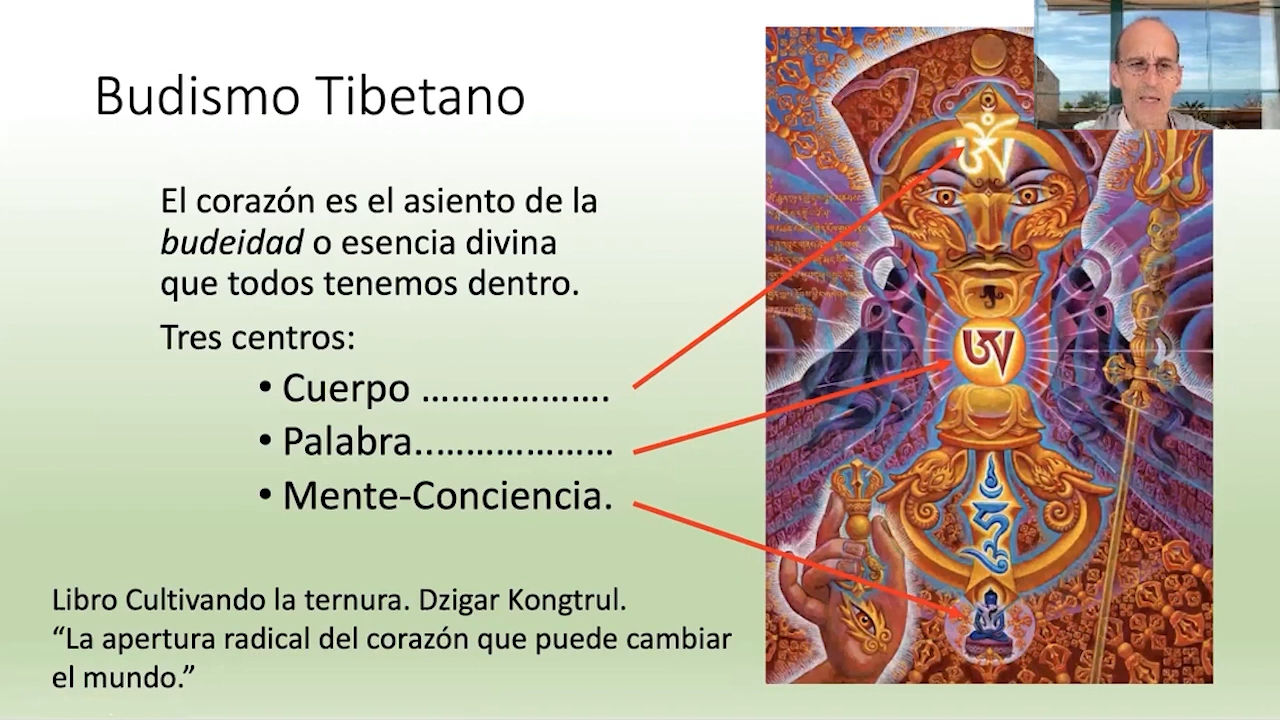 Budismo Tibetano
El corazón es el asiento de la
budeidad o esencia divina
que todos tenemos dentro.
Tres centros:
• Cuerpo ……………….
• Palabra..………………
• Mente-Conciencia.
Libro Cultivando la ternura. Dzigar Kongtrul.
“La apertura radical del corazón que puede cambiar
el mundo.”
ༀ
ཨཱཿ
ཧཱུྃ